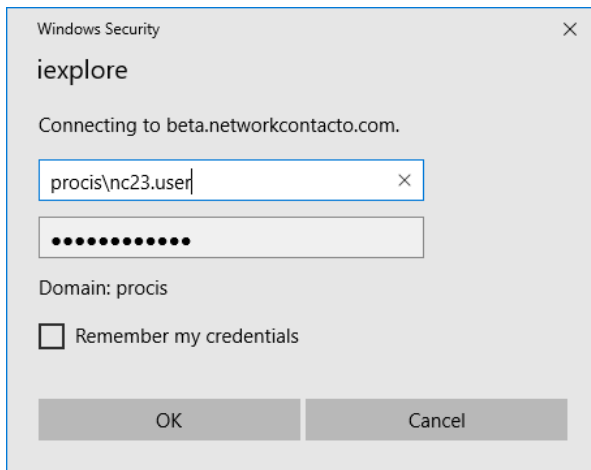 Windows Security
iexplore
Connecting to beta.networkcontacto.com.
procis\nc23.user
••••••••••••
Domain: procis
Remember my credentials
OK
Cancel